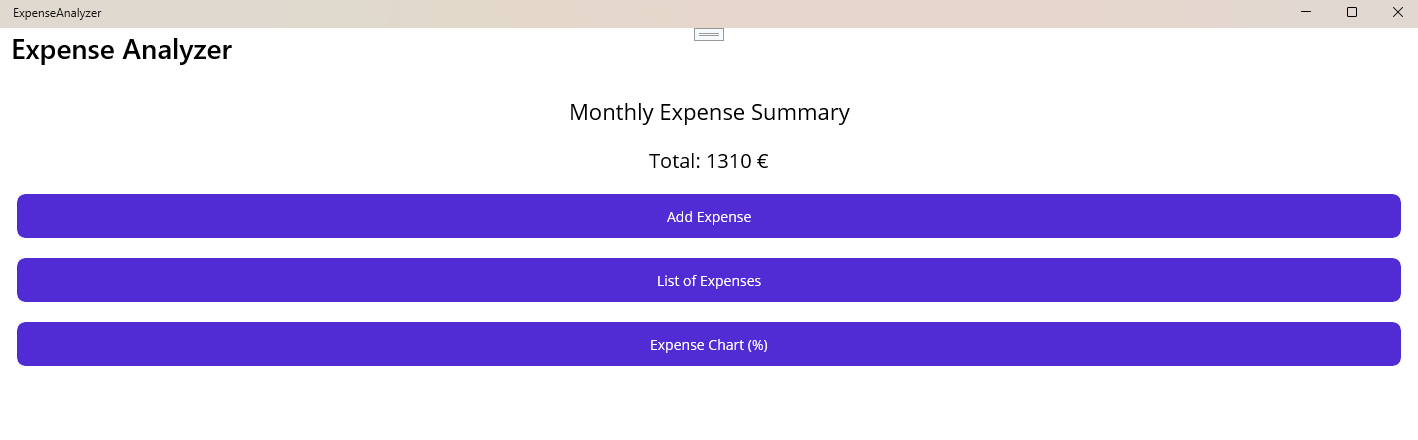 ExpenseAnalyzer
Expense Analyzer
Monthly Expense Summary
Total: 1310 €
Add Expense
List of Expenses
Expense Chart (%)